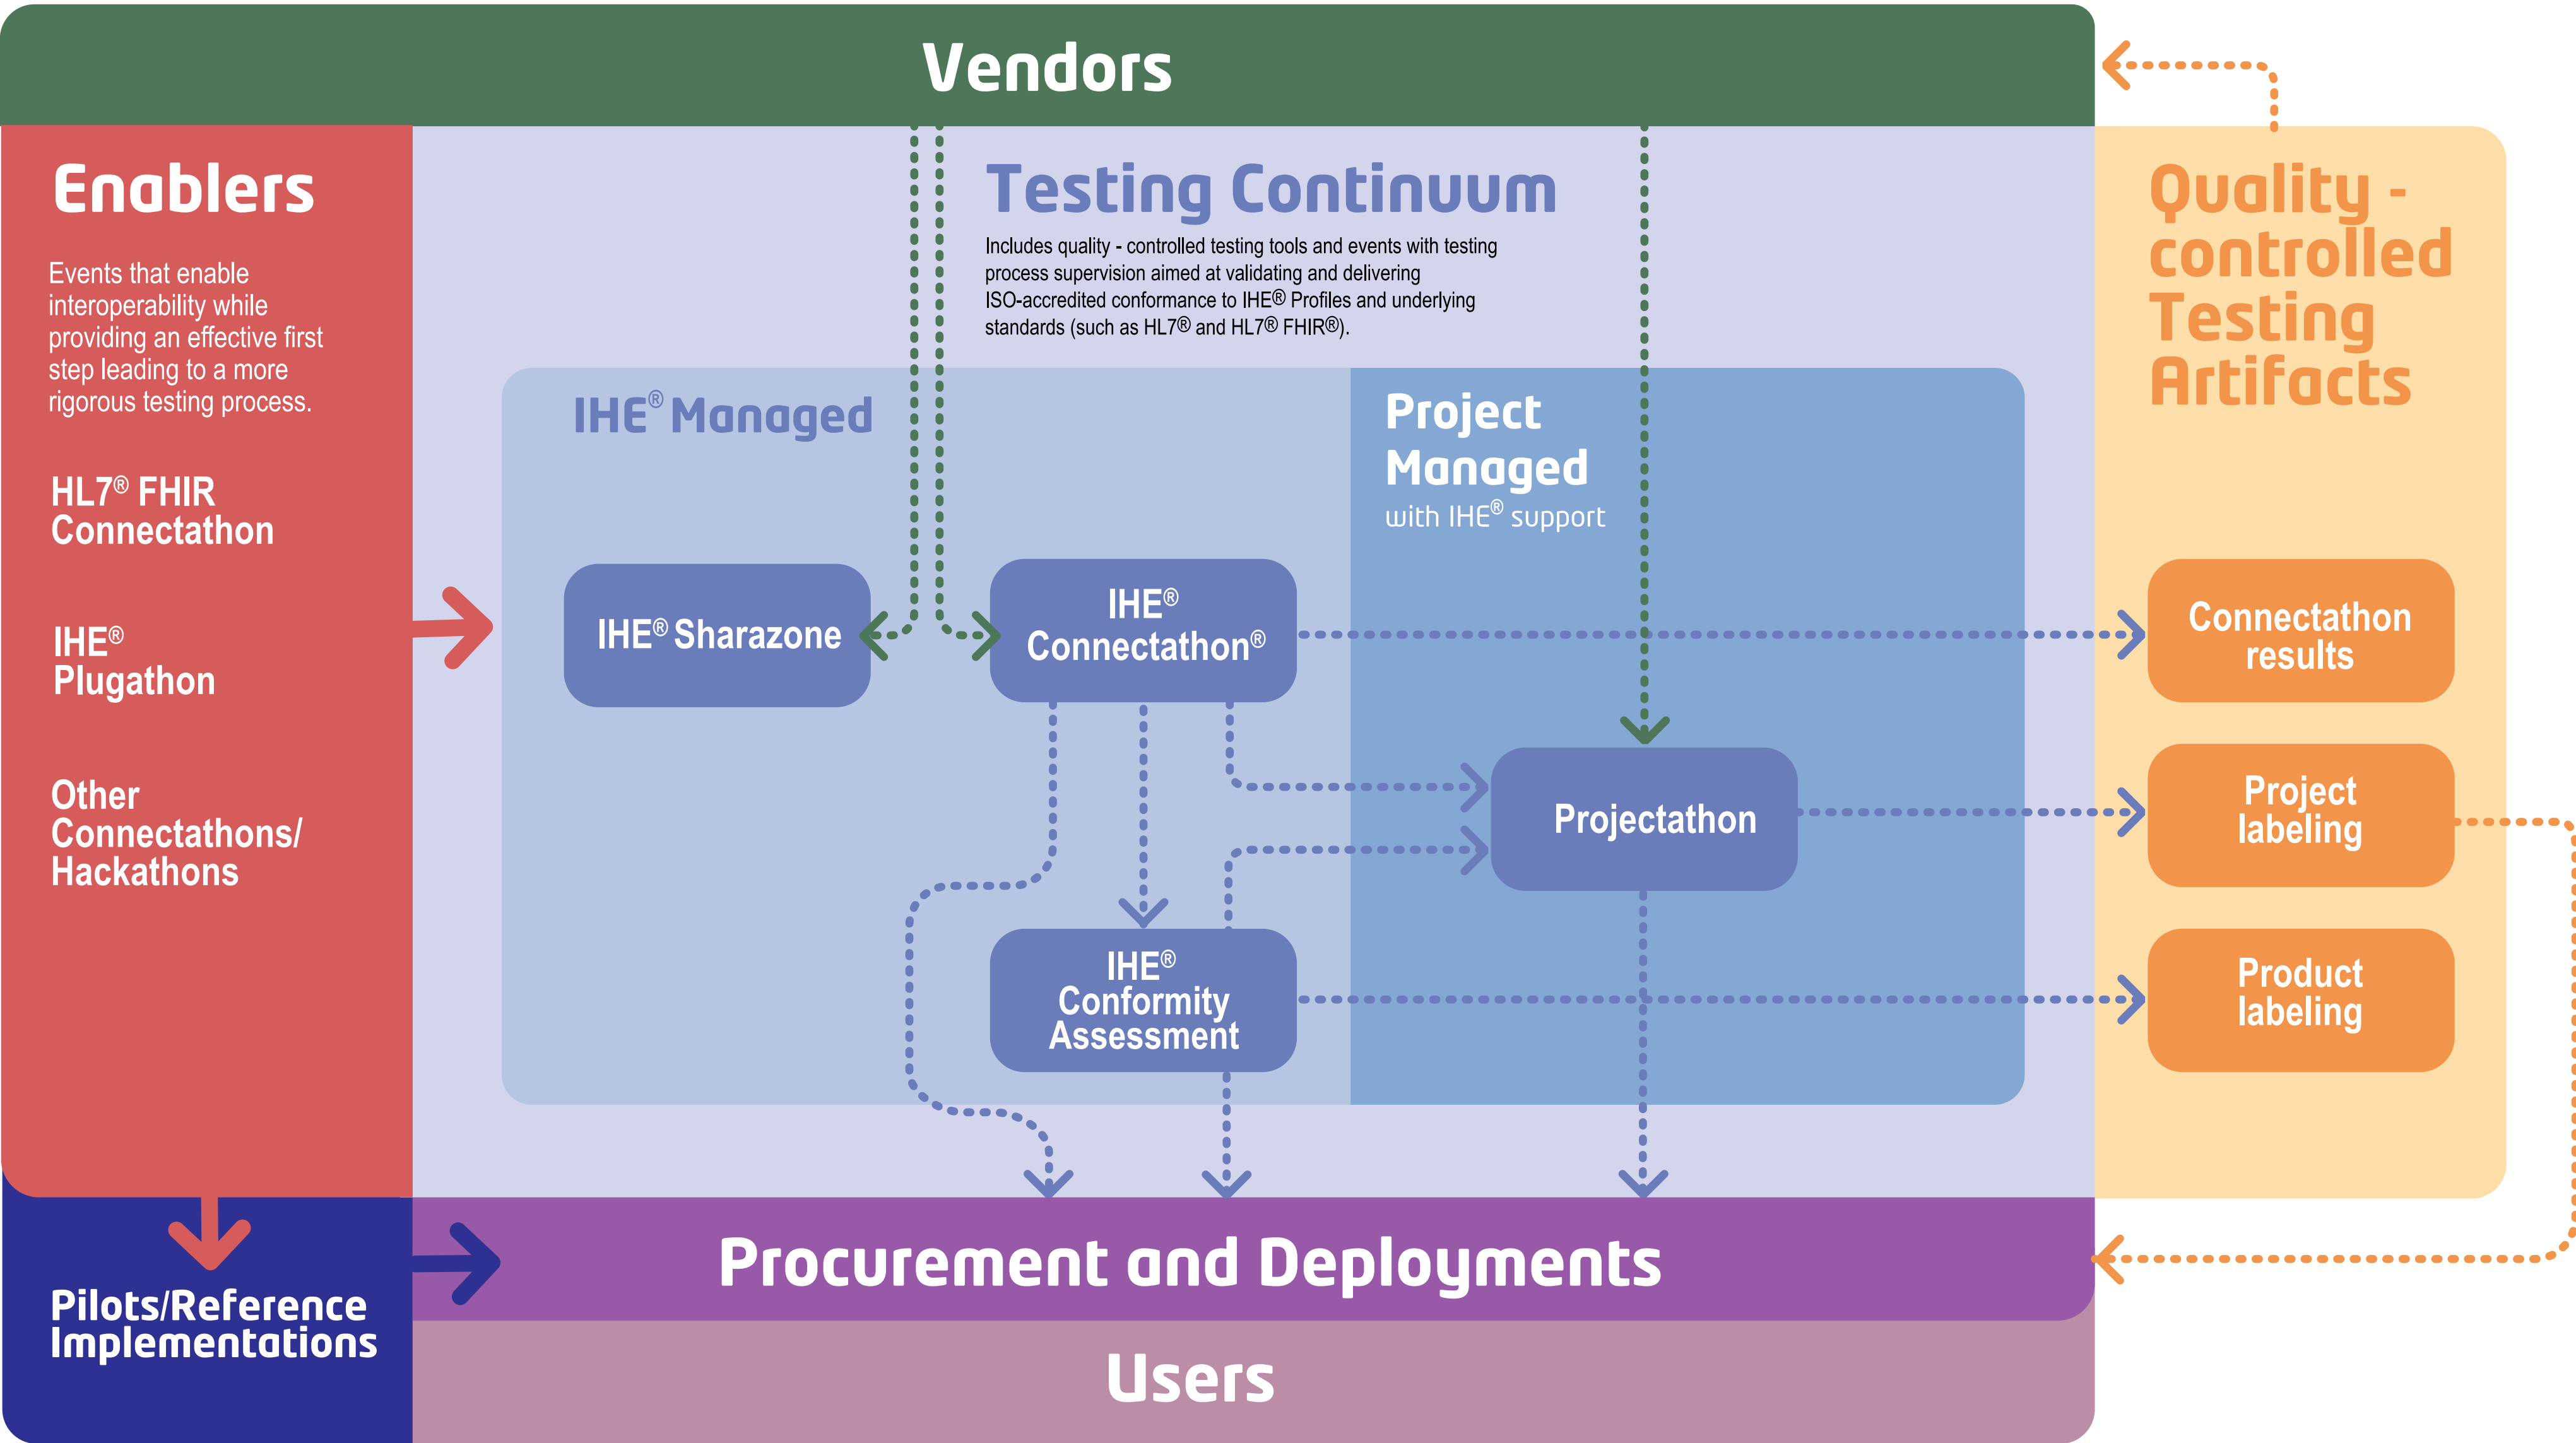 Vendors
Enablers
Events that enable
interoperability while
providing an effective first
step leading to a more
rigorous testing process.
HL7® FHIR
Connectathon
IHE®
Plugathon
Other
Connectathons/
Hackathons
Testing Continuum
Includes quality - controlled testing tools and events with testing
process supervision aimed at validating and delivering
ISO-accredited conformance to IHE® Profiles and underlying
standards (such as HL7® and HL7® FHIR®).
IHE® Managed
IHE® Sharazone
IHE®
Connectathon®
IHE®
Conformity
Assessment
Project
Managed
with IHE® support
Projectathon
Quality -
controlled
Testing
Artifacts
Connectathon
results
Project
labeling
Product
labeling
Pilots/Reference
Implementations
Procurement and Deployments
Users